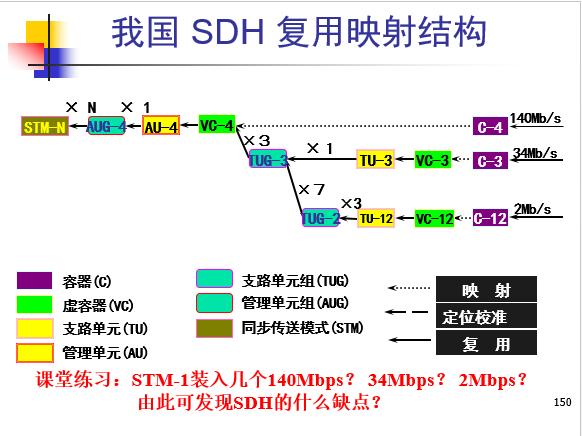 我国 SDH 复用映射结构
× N × 1
STM-N AUG-4 AU-4 VC-4 C-4 140Mb/s
×3
TUG-3 ×1 TU-3 VC-3 C-3 34Mb/s
×7
TUG-2 ×3 TU-12 VC-12 C-12 2Mb/s
容器(C) 支路单元组(TUG) 映 射
虚容器(VC) 管理单元组(AUG) 定位校准
支路单元(TU) 同步传送模式(STM) 复 用
管理单元(AU)
课堂练习：STM-1装入几个140Mbps？ 34Mbps？ 2Mbps？
由此可发现SDH的什么缺点？
150